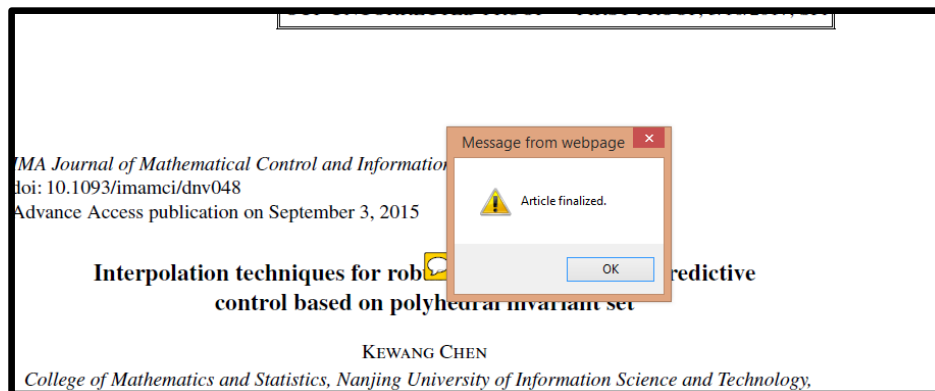 IMA Journal of Mathematical Control and Information
doi: 10.1093/imamci/dnv048
Advance Access publication on September 3, 2015
Message from webpage
Article finalized.
OK
Interpolation techniques for rob redictive
control based on polyhedral invariant set
KEWANG CHEN
College of Mathematics and Statistics, Nanjing University of Information Science and Technology,